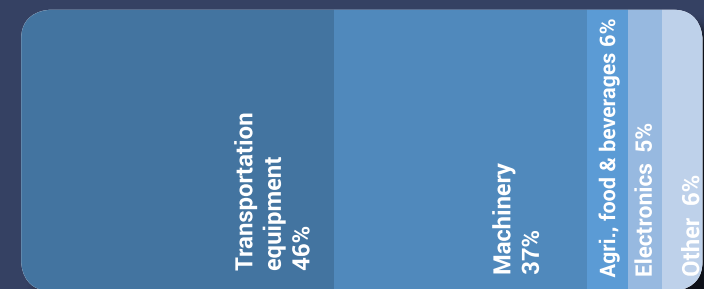 Transportation
equipment
46%
Machinery
37%
Agri., food & beverages 6%
Electronics 5%
Other 6%